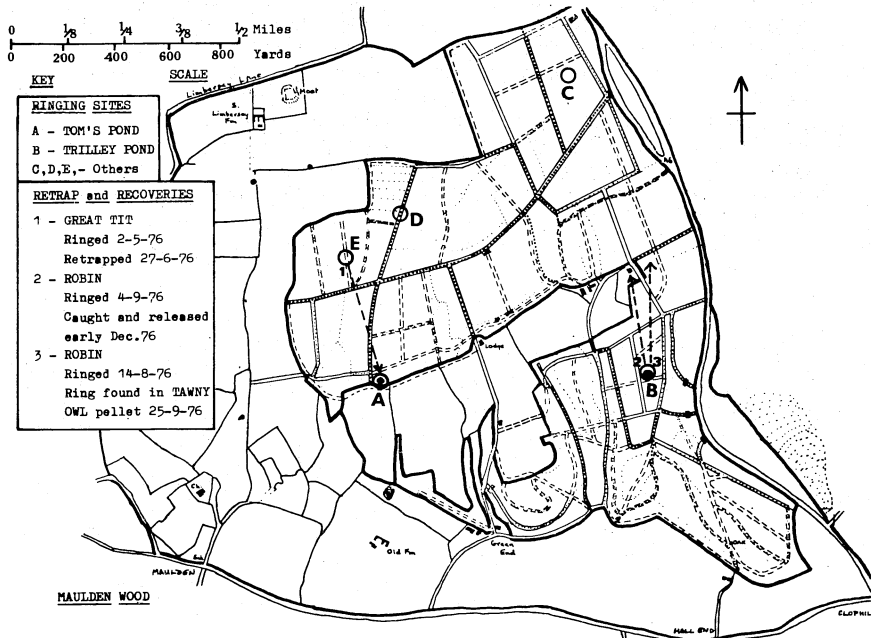 0 1/8 1/4 3/8 1/2 Miles
0 200 400 600 800 Yards
KEY
SCALE
RINGING SITES
A - TOM'S POND
B - TRILLEY POND
C,D,E,- Others
RETRAP and RECOVERIES
1 - GREAT TIT
Ringed 2-5-76
Retrapped 27-6-76
2 - ROBIN
Ringed 4-9-76
Caught and released
early Dec.76
3 - ROBIN
Ringed 14-8-76
Ring found in TAWNY
OWL pellet 25-9-76
Limbersey Lane
Moat
S.
Limbersey
Fm
C
D
E
1
A6
Lodge
2 3
B
A
Ch
Old Fm
Green
End
MAULDEN
MAULDEN WOOD
HALL END
CLOPHIL